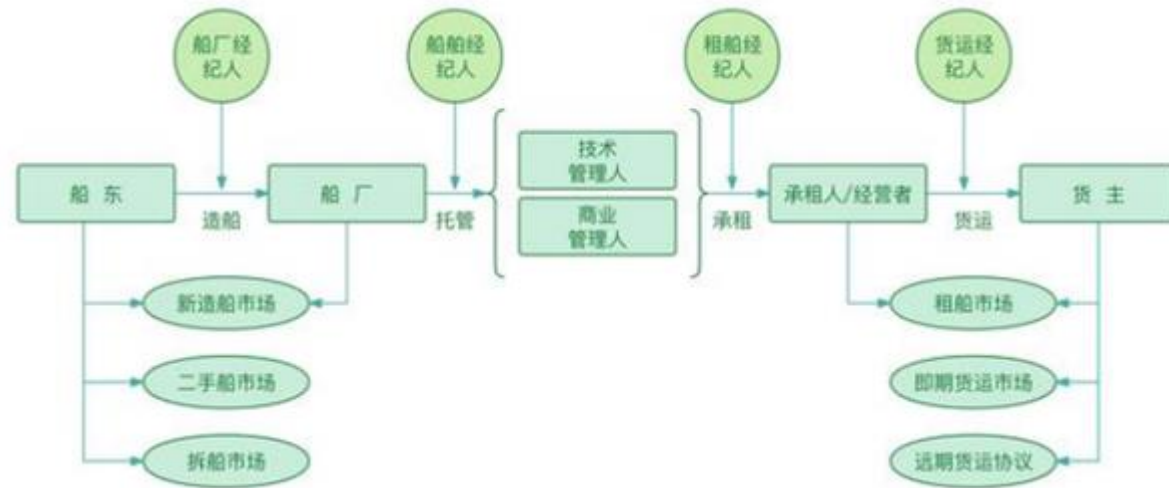 船厂经
纪人
船舶经
纪人
租船经
纪人
货运经
纪人
船 东
造船
船 厂
托管
技术
管理人
商业
管理人
承租
承租人/经营者
货运
货 主
新造船市场
租船市场
二手船市场
即期货运市场
拆船市场
远期货运协议